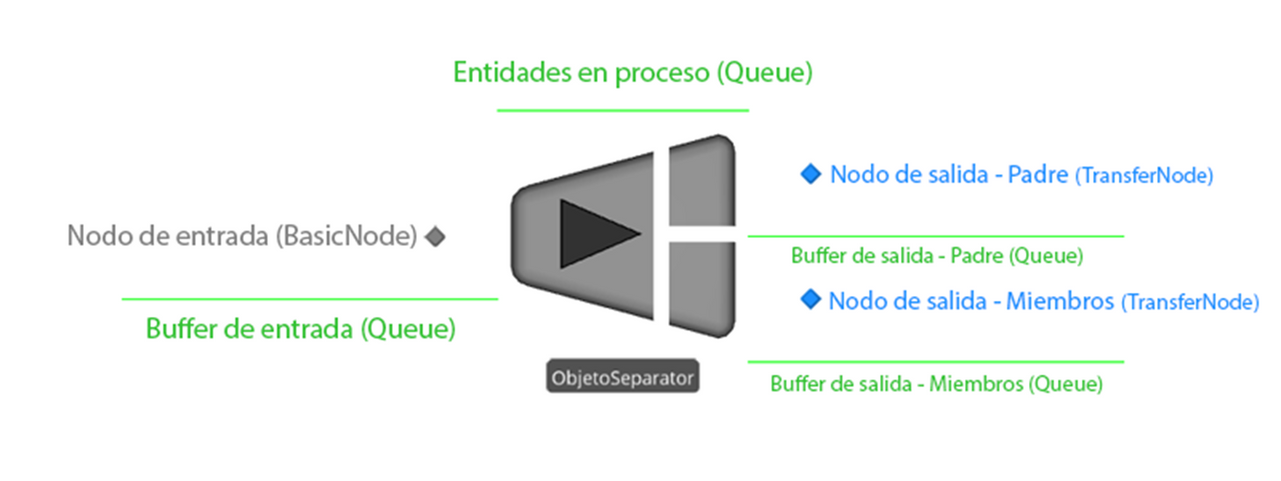 Entidades en proceso (Queue)
Nodo de salida - Padre (TransferNode)
Nodo de entrada (BasicNode)
Buffer de salida - Padre (Queue)
Nodo de salida - Miembros (TransferNode)
Buffer de entrada (Queue)
ObjetoSeparator
Buffer de salida - Miembros (Queue)